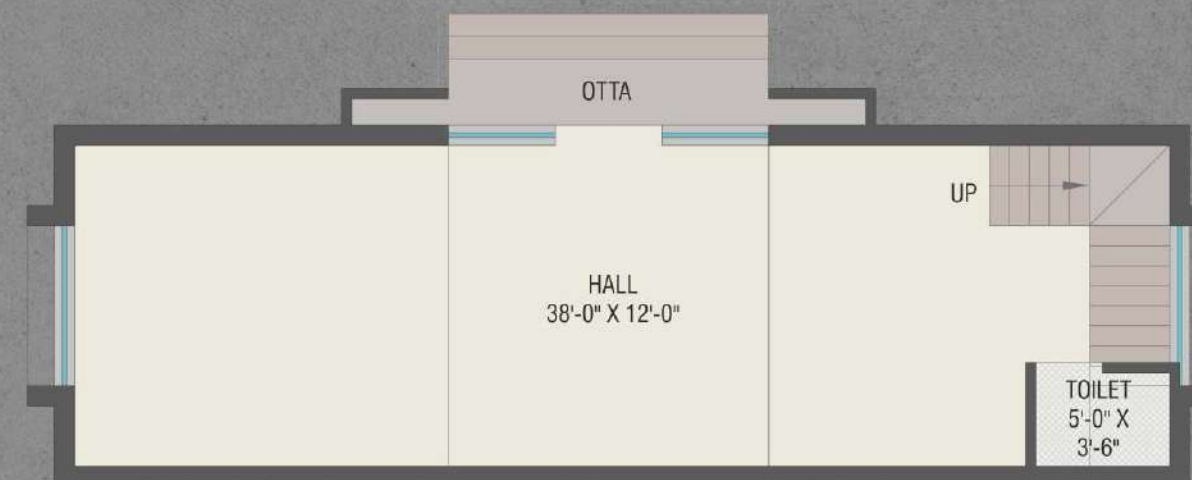 OTTA
UP
HALL
38'-0" X 12'-0"
TOILET
5'-0" X
3'-6"